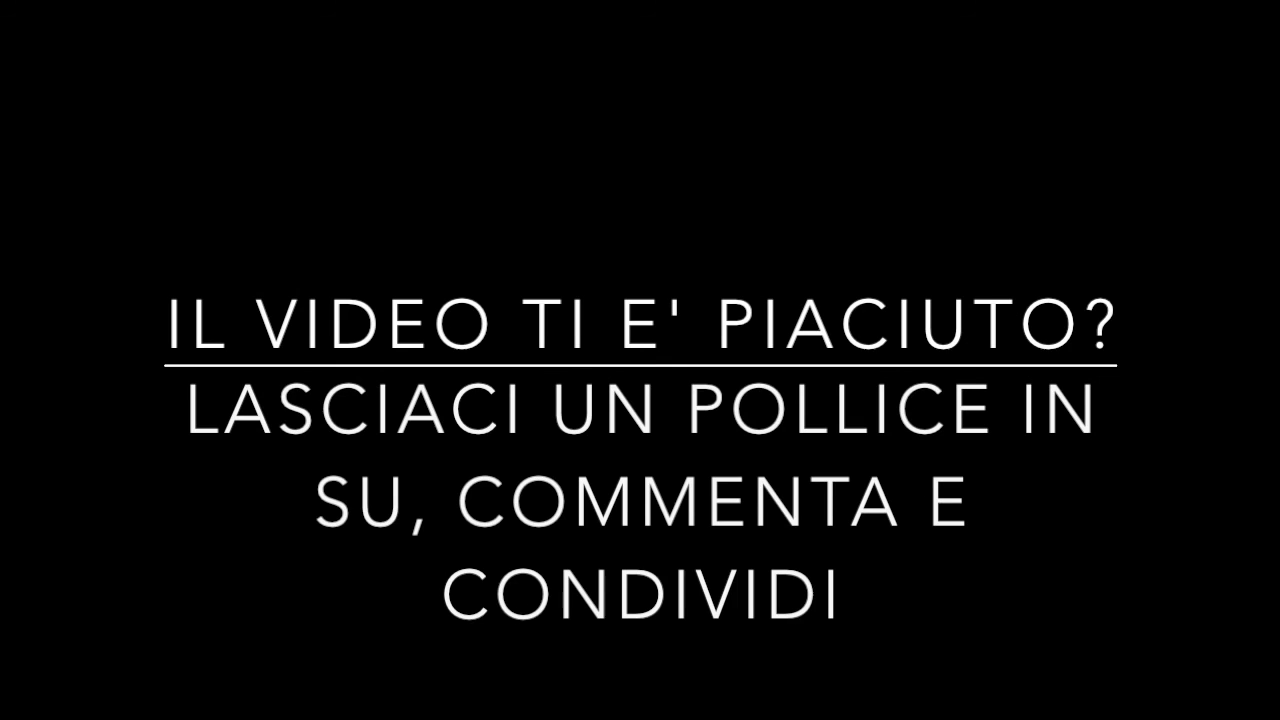 IL VIDEO TI E' PIACIUTO?
LASCIACI UN POLLICE IN
SU, COMMENTA E
CONDIVIDI